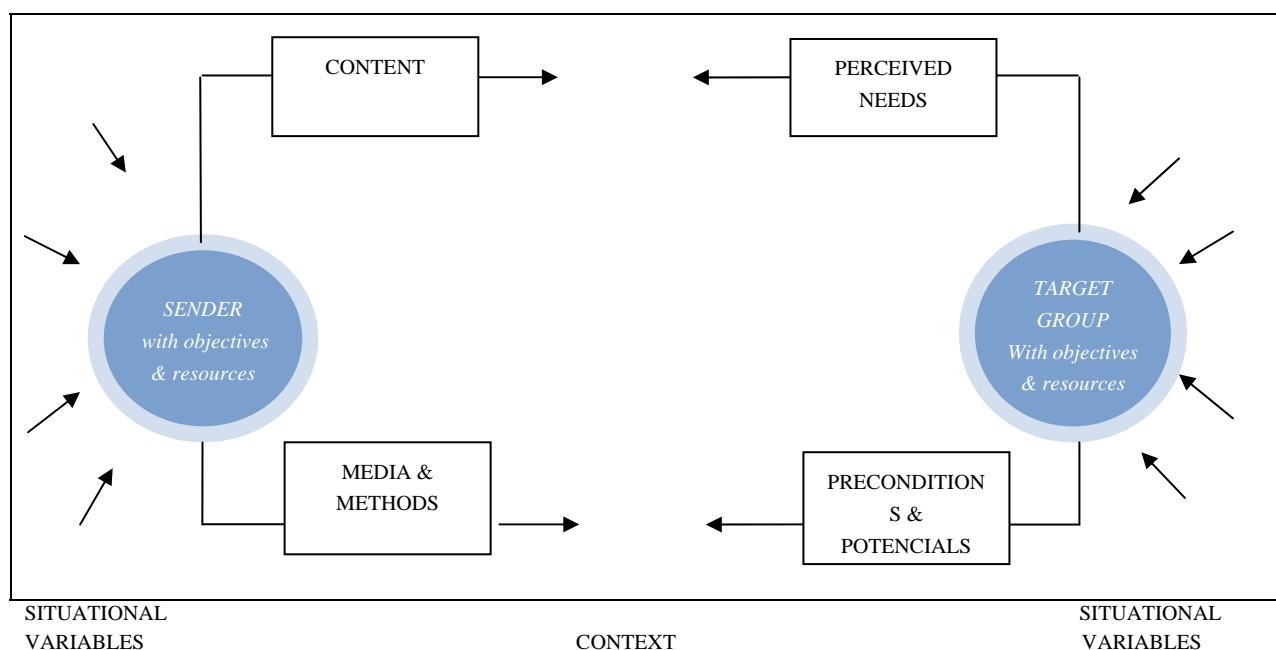 CONTENT
PERCEIVED
NEEDS
SENDER
with objectives
& resources
TARGET
GROUP
With objectives
& resources
MEDIA &
METHODS
PRECONDITION
S &
POTENCIALS
SITUATIONAL
VARIABLES
CONTEXT
SITUATIONAL
VARIABLES